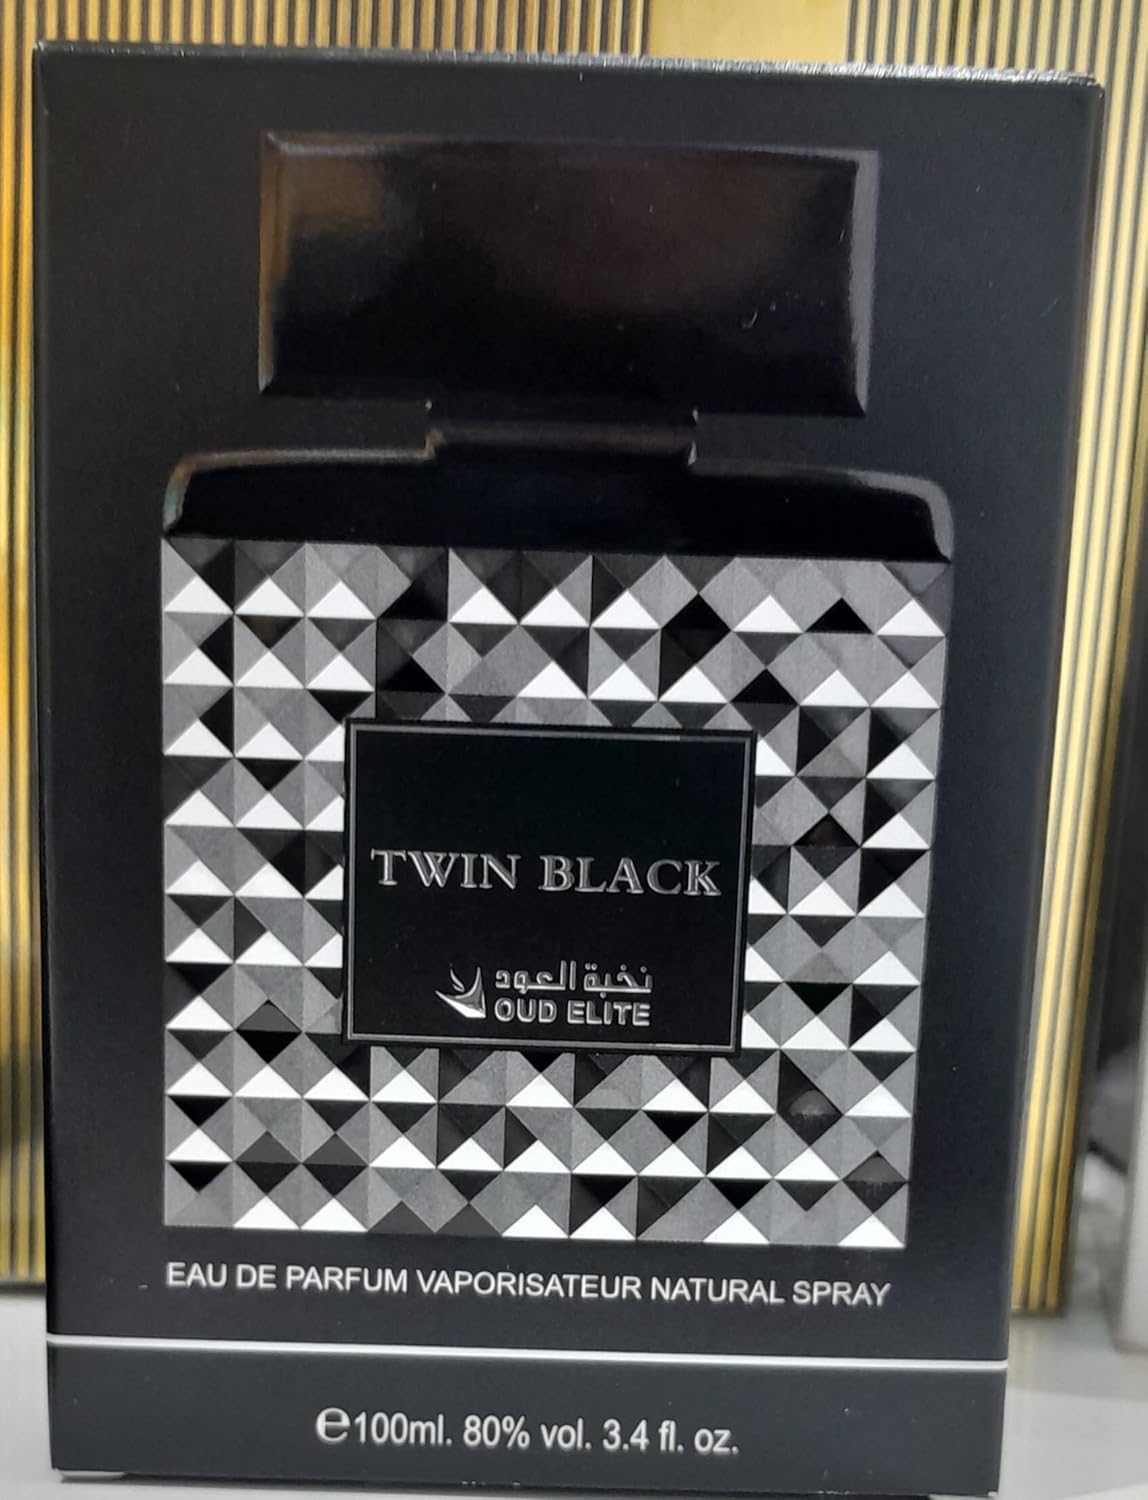 TWIN BLACK
نخبة العود
OUD ELITE
EAU DE PARFUM VAPORISATEUR NATURAL SPRAY
℮100ml. 80% vol. 3.4 fl. oz.